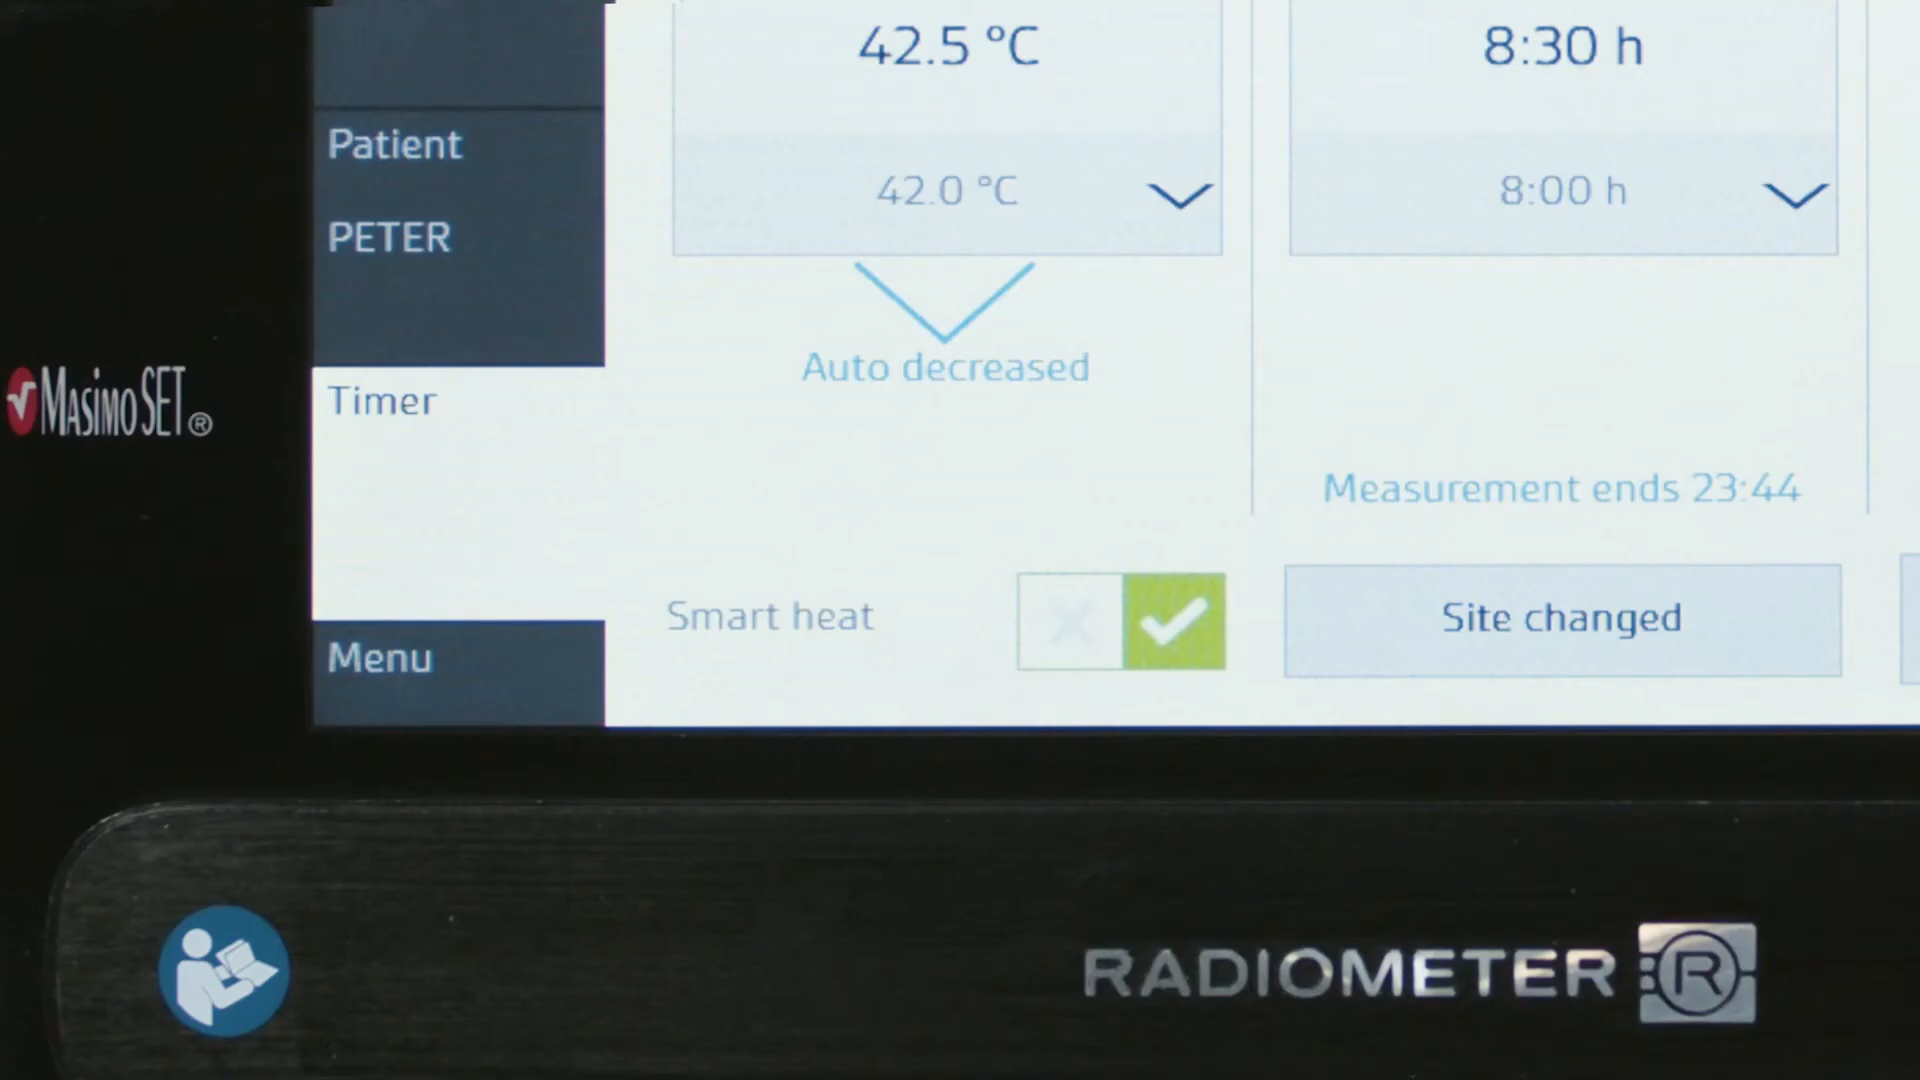 42.5 °C
8:30 h
Patient
42.0 °C
8:00 h
PETER
Auto decreased
MasimoSET®
Timer
Measurement ends 23:44
Smart heat
Site changed
Menu
RADIOMETER R